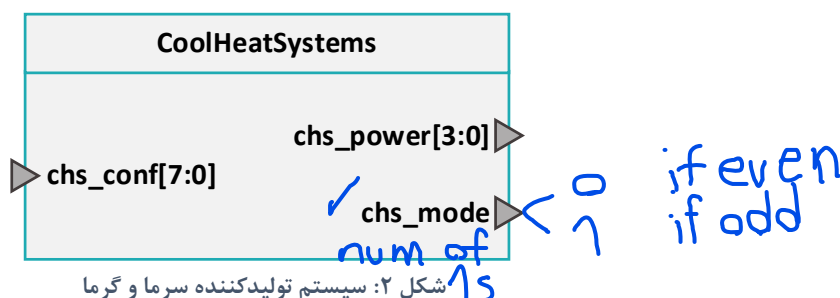 CoolHeatSystems
chs_power[3:0]
chs_conf[7:0]
chs_mode
0 if even
1 if odd
num of
1s
شکل ۲: سیستم تولیدکننده سرما و گرما